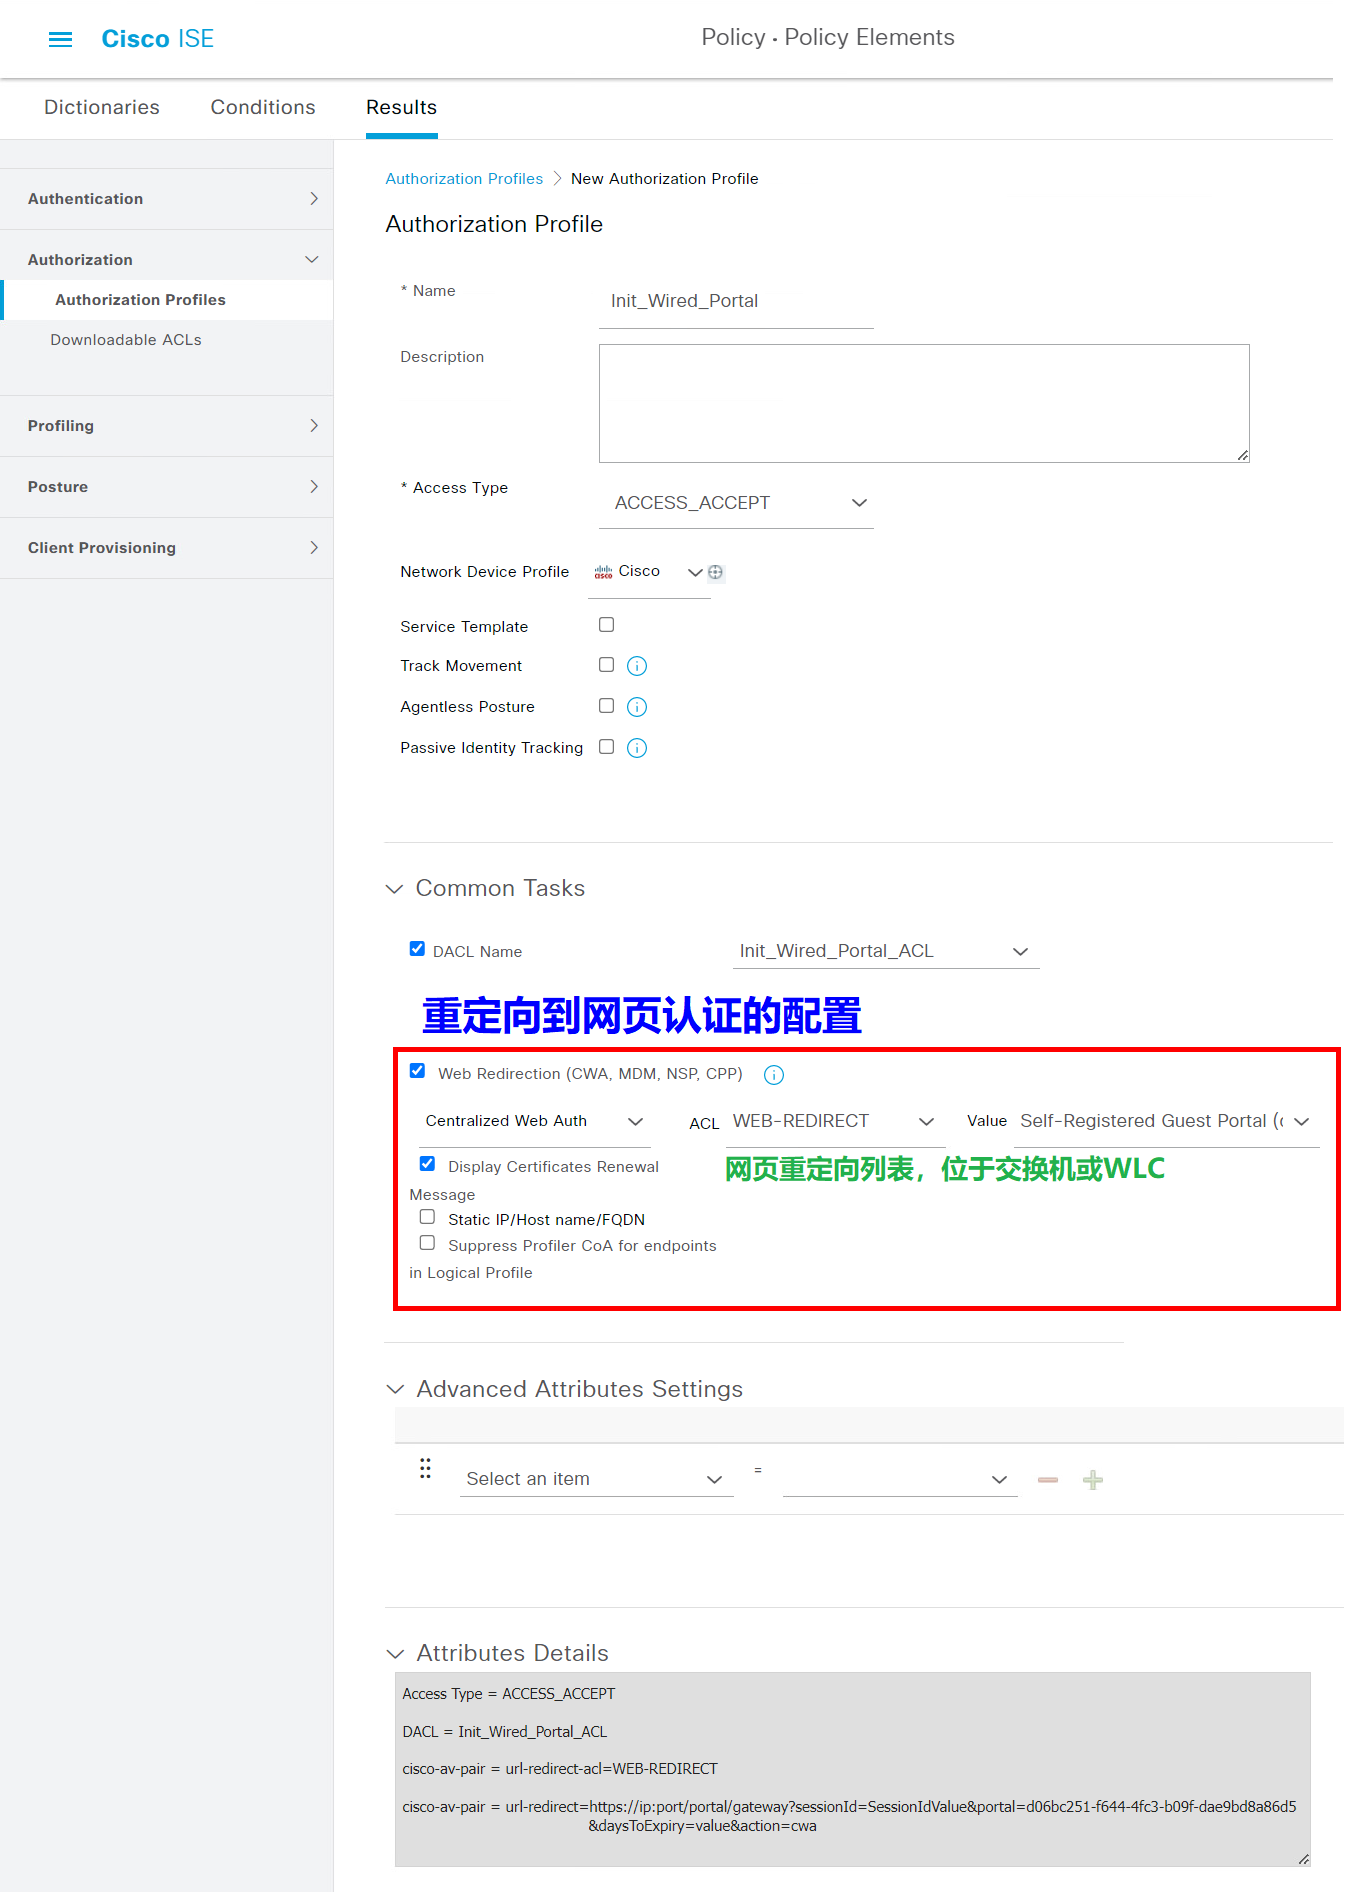 Cisco ISE
Policy · Policy Elements
Dictionaries Conditions Results
Authentication
Authorization
Authorization Profiles
Downloadable ACLs
Profiling
Posture
Client Provisioning
Authorization Profiles > New Authorization Profile
Authorization Profile
* Name Init_Wired_Portal
Description
* Access Type ACCESS_ACCEPT
Network Device Profile Cisco
Service Template
Track Movement
Agentless Posture
Passive Identity Tracking
Common Tasks
DACL Name Init_Wired_Portal_ACL
重定向到网页认证的配置
Web Redirection (CWA, MDM, NSP, CPP)
Centralized Web Auth ACL WEB-REDIRECT Value Self-Registered Guest Portal (
网页重定向列表，位于交换机或WLC
Display Certificates Renewal
Message
Static IP/Host name/FQDN
Suppress Profiler CoA for endpoints
in Logical Profile
Advanced Attributes Settings
Select an item =
Attributes Details
Access Type = ACCESS_ACCEPT
DACL = Init_Wired_Portal_ACL
cisco-av-pair = url-redirect-acl=WEB-REDIRECT
cisco-av-pair = url-redirect=https://ip:port/portal/gateway?sessionId=SessionIdValue&portal=d06bc251-f644-4fc3-b09f-dae9bd8a86d5
&daysToExpiry=value&action=cwa